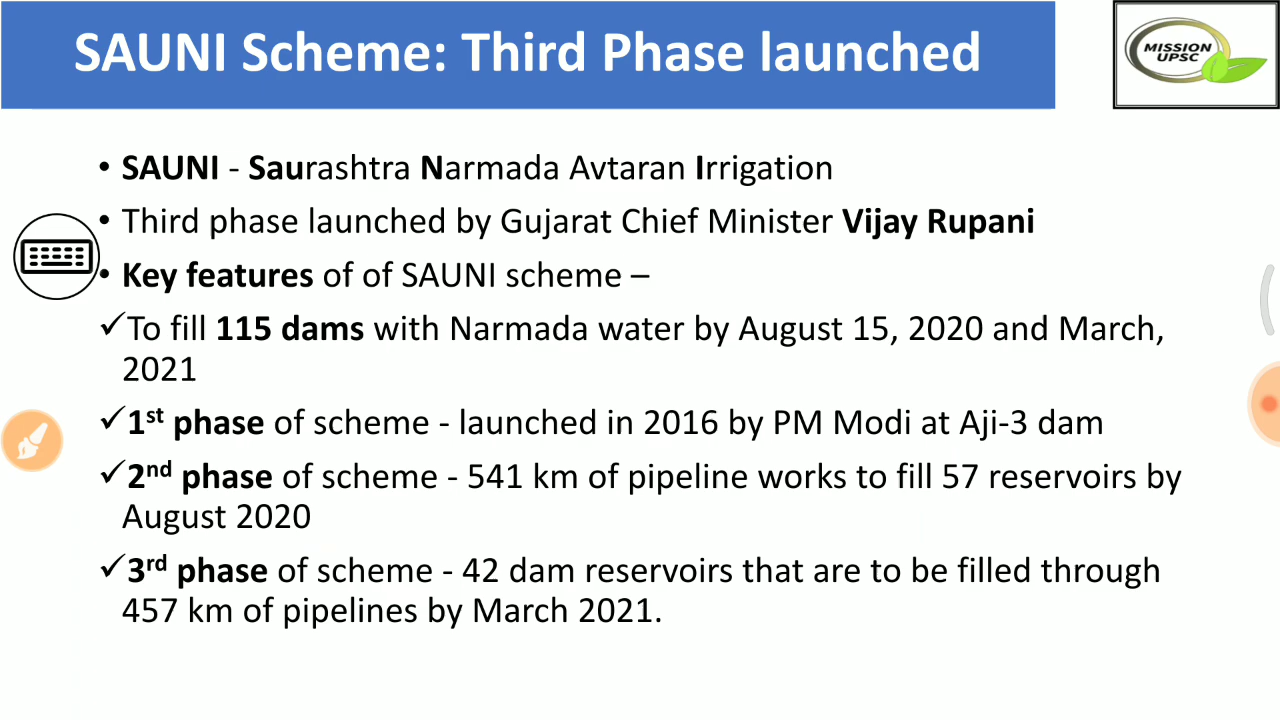 SAUNI Scheme: Third Phase launched
MISSION
UPSC
• SAUNI - Saurashtra Narmada Avtaran Irrigation
• Third phase launched by Gujarat Chief Minister Vijay Rupani
• Key features of of SAUNI scheme –
✓To fill 115 dams with Narmada water by August 15, 2020 and March,
2021
✓1st phase of scheme - launched in 2016 by PM Modi at Aji-3 dam
✓2nd phase of scheme - 541 km of pipeline works to fill 57 reservoirs by
August 2020
✓3rd phase of scheme - 42 dam reservoirs that are to be filled through
457 km of pipelines by March 2021.